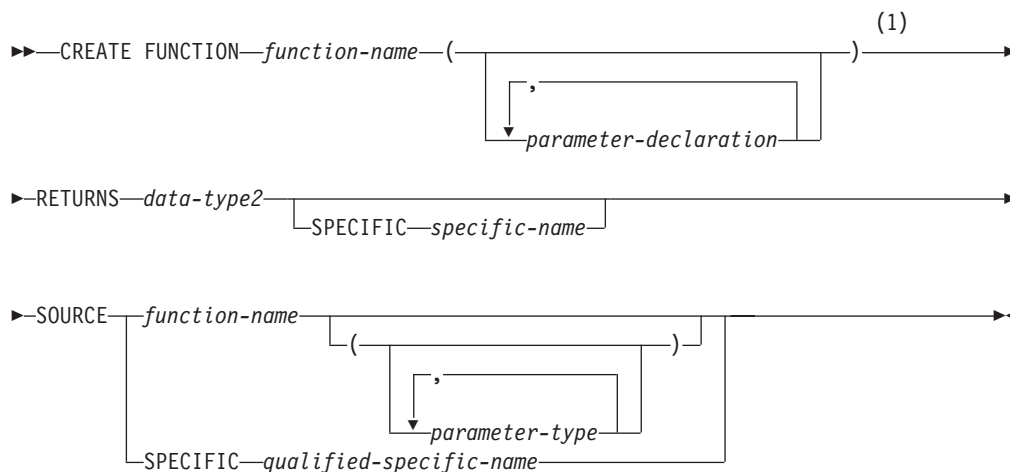 (1)
CREATE FUNCTION function-name ( )
,
parameter-declaration
RETURNS data-type2
SPECIFIC specific-name
SOURCE function-name
( )
,
parameter-type
SPECIFIC qualified-specific-name